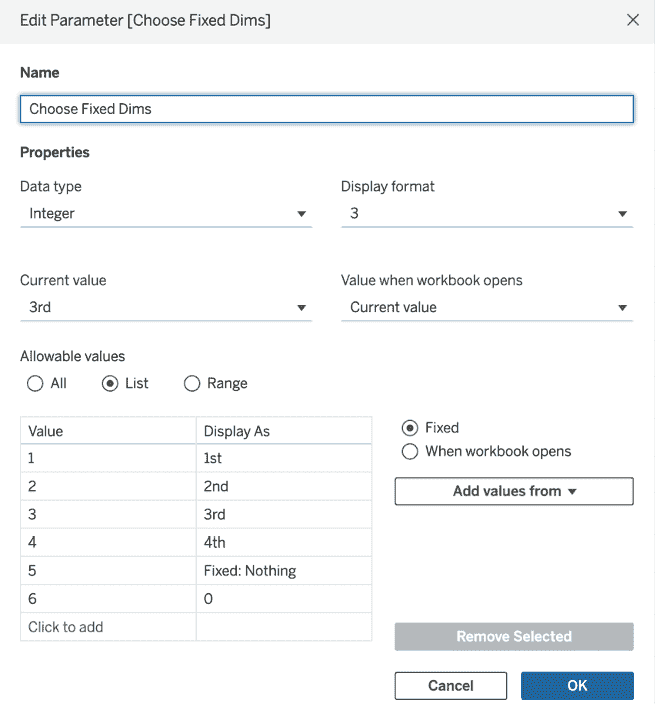 Edit Parameter [Choose Fixed Dims]
Name
Choose Fixed Dims
Properties
Data type Display format
Integer 3
Current value Value when workbook opens
3rd Current value
Allowable values
All List Range
Value Display As
1 1st
2 2nd
3 3rd
4 4th
5 Fixed: Nothing
6 0
Click to add
Fixed
When workbook opens
Add values from
Remove Selected
Cancel OK